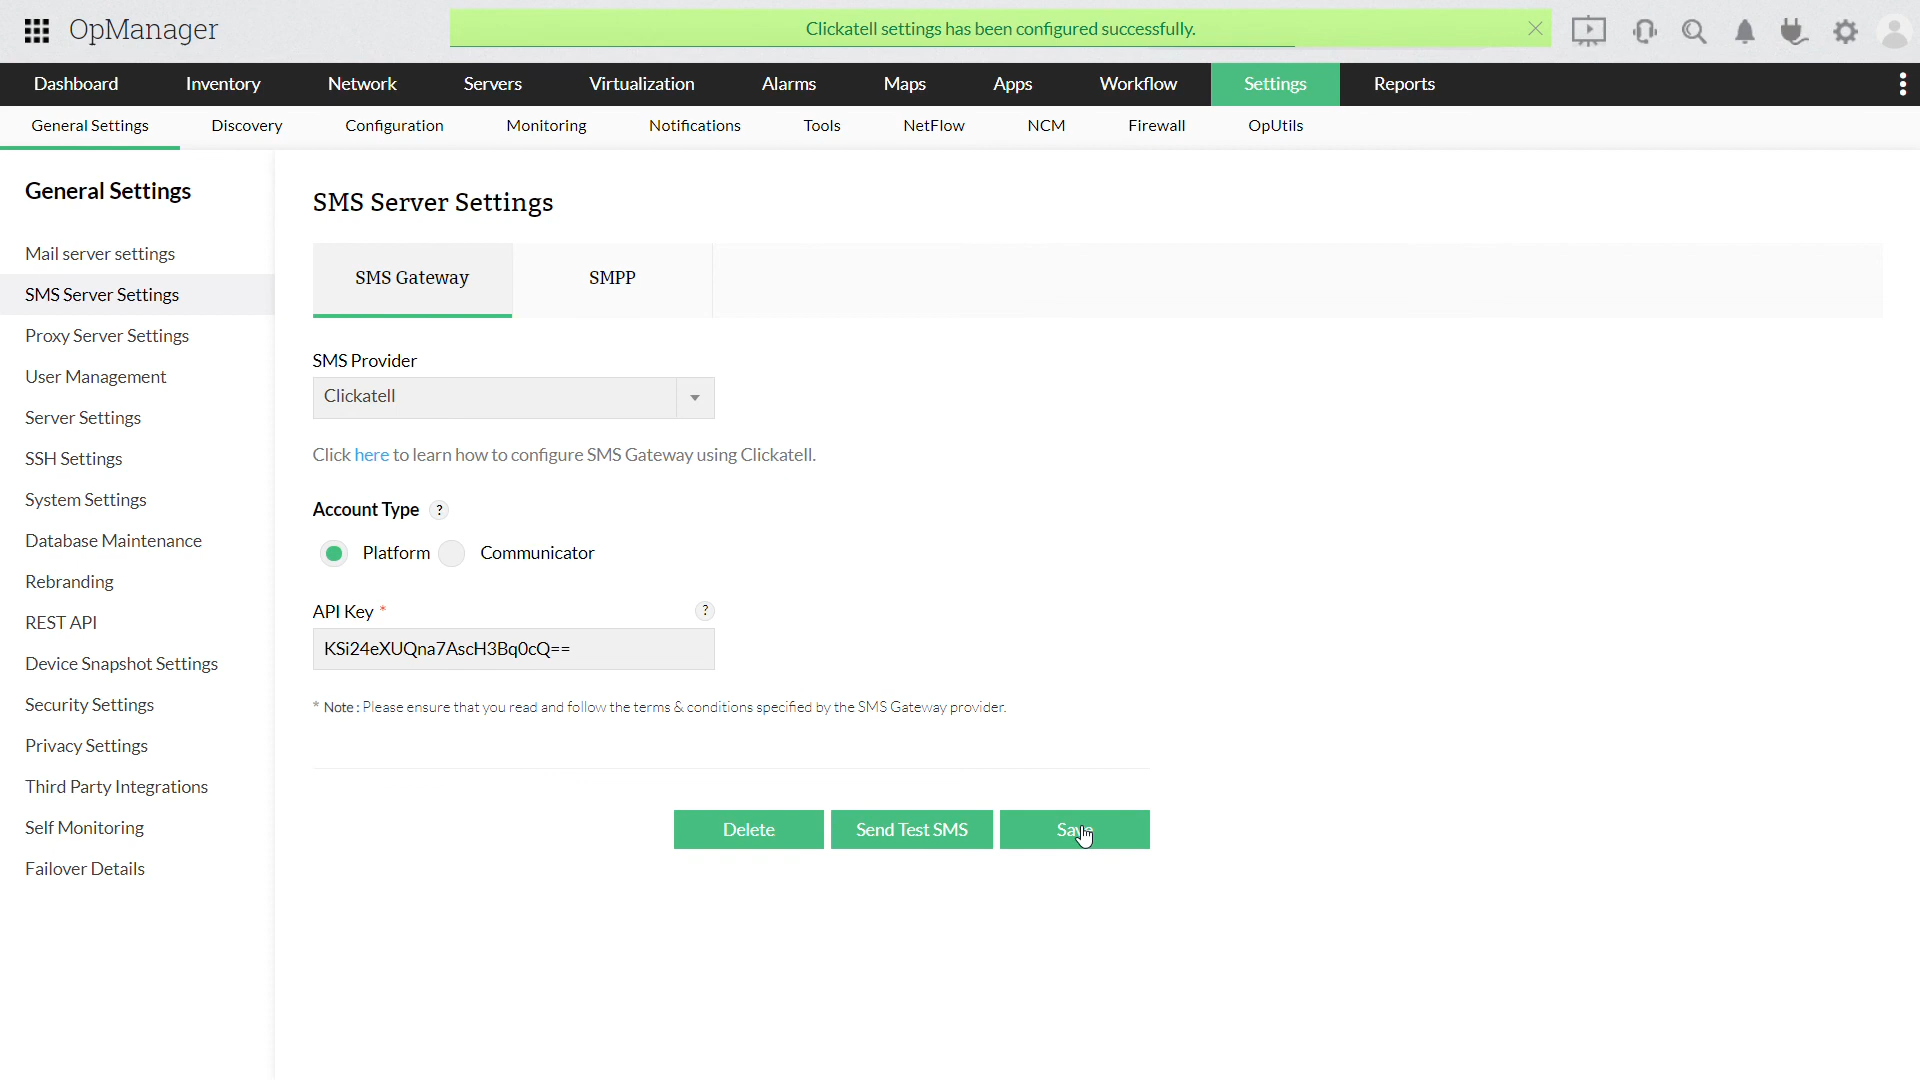 OpManager
Clickatell settings has been configured successfully.
Dashboard Inventory Network Servers Virtualization Alarms Maps Apps Workflow Settings Reports
General Settings Discovery Configuration Monitoring Notifications Tools NetFlow NCM Firewall OpUtils
General Settings
Mail server settings
SMS Server Settings
Proxy Server Settings
User Management
Server Settings
SSH Settings
System Settings
Database Maintenance
Rebranding
REST API
Device Snapshot Settings
Security Settings
Privacy Settings
Third Party Integrations
Self Monitoring
Failover Details
SMS Server Settings
SMS Gateway SMPP
SMS Provider
Clickatell
Click here to learn how to configure SMS Gateway using Clickatell.
Account Type ?
Platform Communicator
API Key * ?
KSi24eXUQna7AscH3Bq0cQ==
* Note : Please ensure that you read and follow the terms & conditions specified by the SMS Gateway provider.
Delete Send Test SMS Save